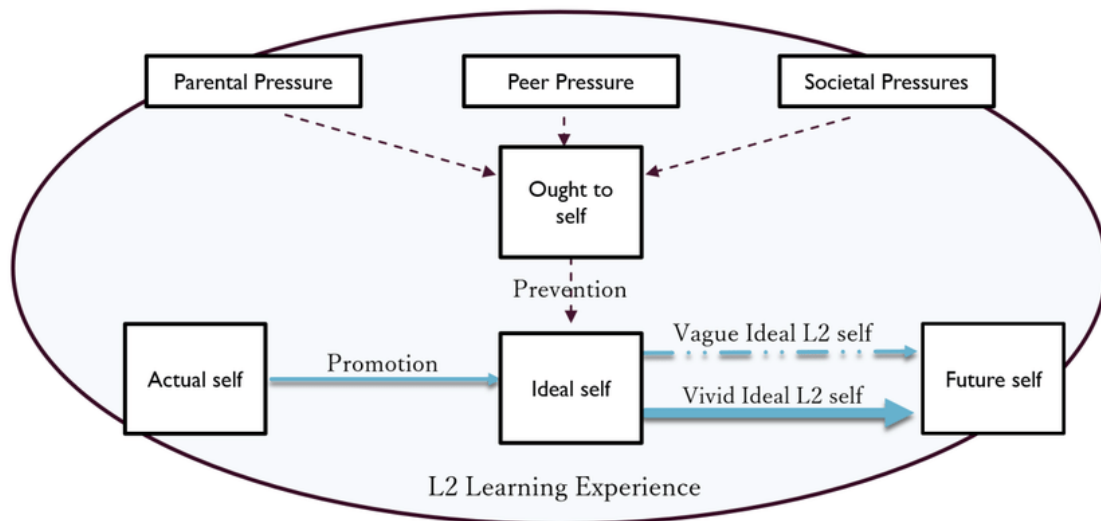 Parental Pressure
Peer Pressure
Societal Pressures
Ought to
self
Prevention
Actual self
Promotion
Ideal self
Vague Ideal L2 self
Vivid Ideal L2 self
Future self
L2 Learning Experience